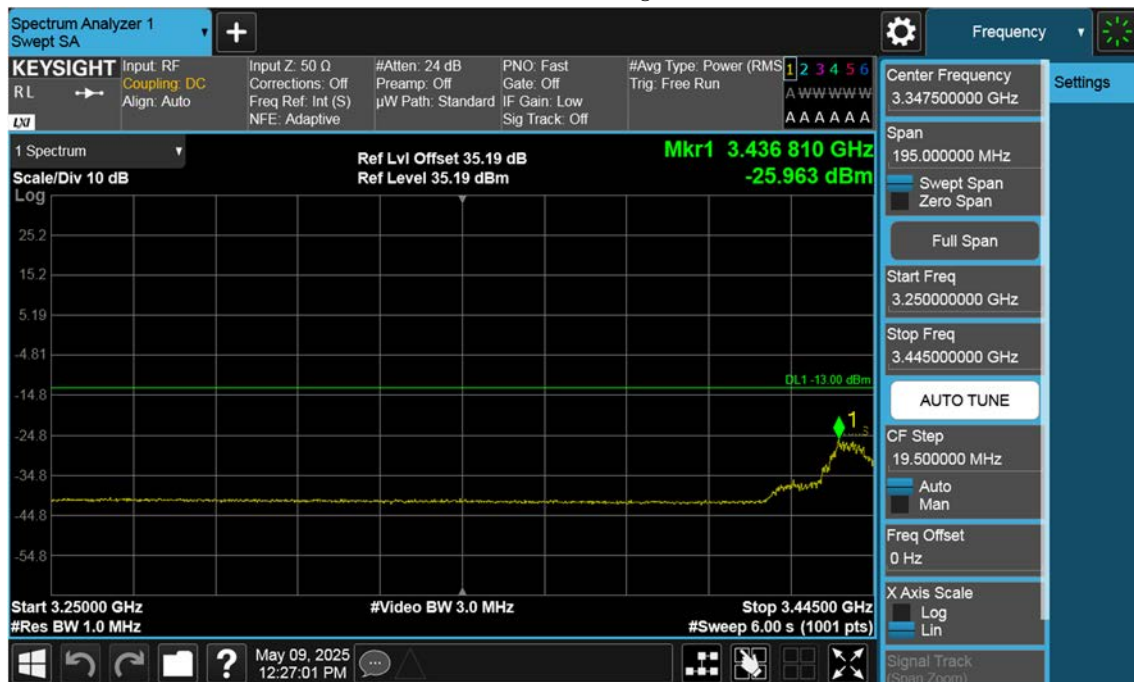 Spectrum Analyzer 1
Swept SA
+
Frequency
KEYSIGHT
RL
LXI
Input: RF
Coupling: DC
Align: Auto
Input Z: 50 Ω
Corrections: Off
Freq Ref: Int (S)
NFE: Adaptive
#Atten: 24 dB
Preamp: Off
µW Path: Standard
PNO: Fast
Gate: Off
IF Gain: Low
Sig Track: Off
#Avg Type: Power (RMS
Trig: Free Run
1 2 3 4 5 6
A W W W W W
A A A A A A
1 Spectrum
Scale/Div 10 dB
Log
Ref Lvl Offset 35.19 dB
Ref Level 35.19 dBm
Mkr1 3.436 810 GHz
-25.963 dBm
25.2
15.2
5.19
-4.81
DL1 -13.00 dBm
-14.8
1
-24.8
-34.8
-44.8
-54.8
Start 3.25000 GHz
#Res BW 1.0 MHz
#Video BW 3.0 MHz
Stop 3.44500 GHz
#Sweep 6.00 s (1001 pts)
?
May 09, 2025
12:27:01 PM
Center Frequency
3.347500000 GHz
Span
195.000000 MHz
Swept Span
Zero Span
Full Span
Start Freq
3.250000000 GHz
Stop Freq
3.445000000 GHz
AUTO TUNE
CF Step
19.500000 MHz
Auto
Man
Freq Offset
0 Hz
X Axis Scale
Log
Lin
Signal Track
(Span Zoom)
Settings